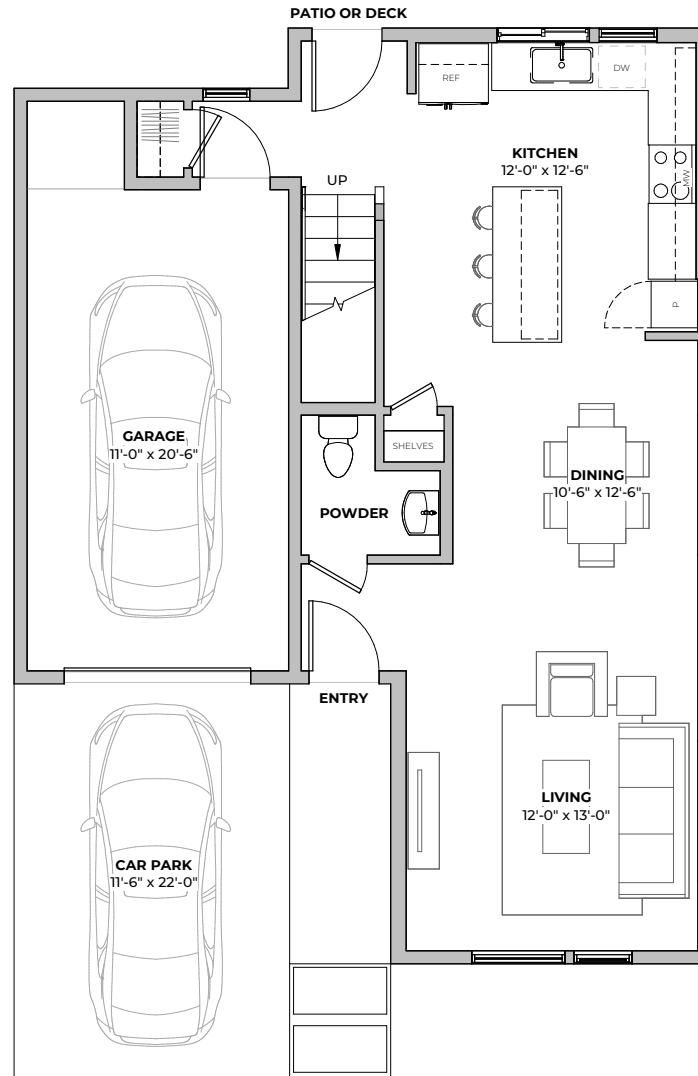 PATIO OR DECK
REF
DW
KITCHEN
12'-0" x 12'-6"
MW
UP
P
GARAGE
11'-0" x 20'-6"
SHELVES
DINING
10'-6" x 12'-6"
POWDER
ENTRY
LIVING
12'-0" x 13'-0"
CAR PARK
11'-6" x 22'-0"